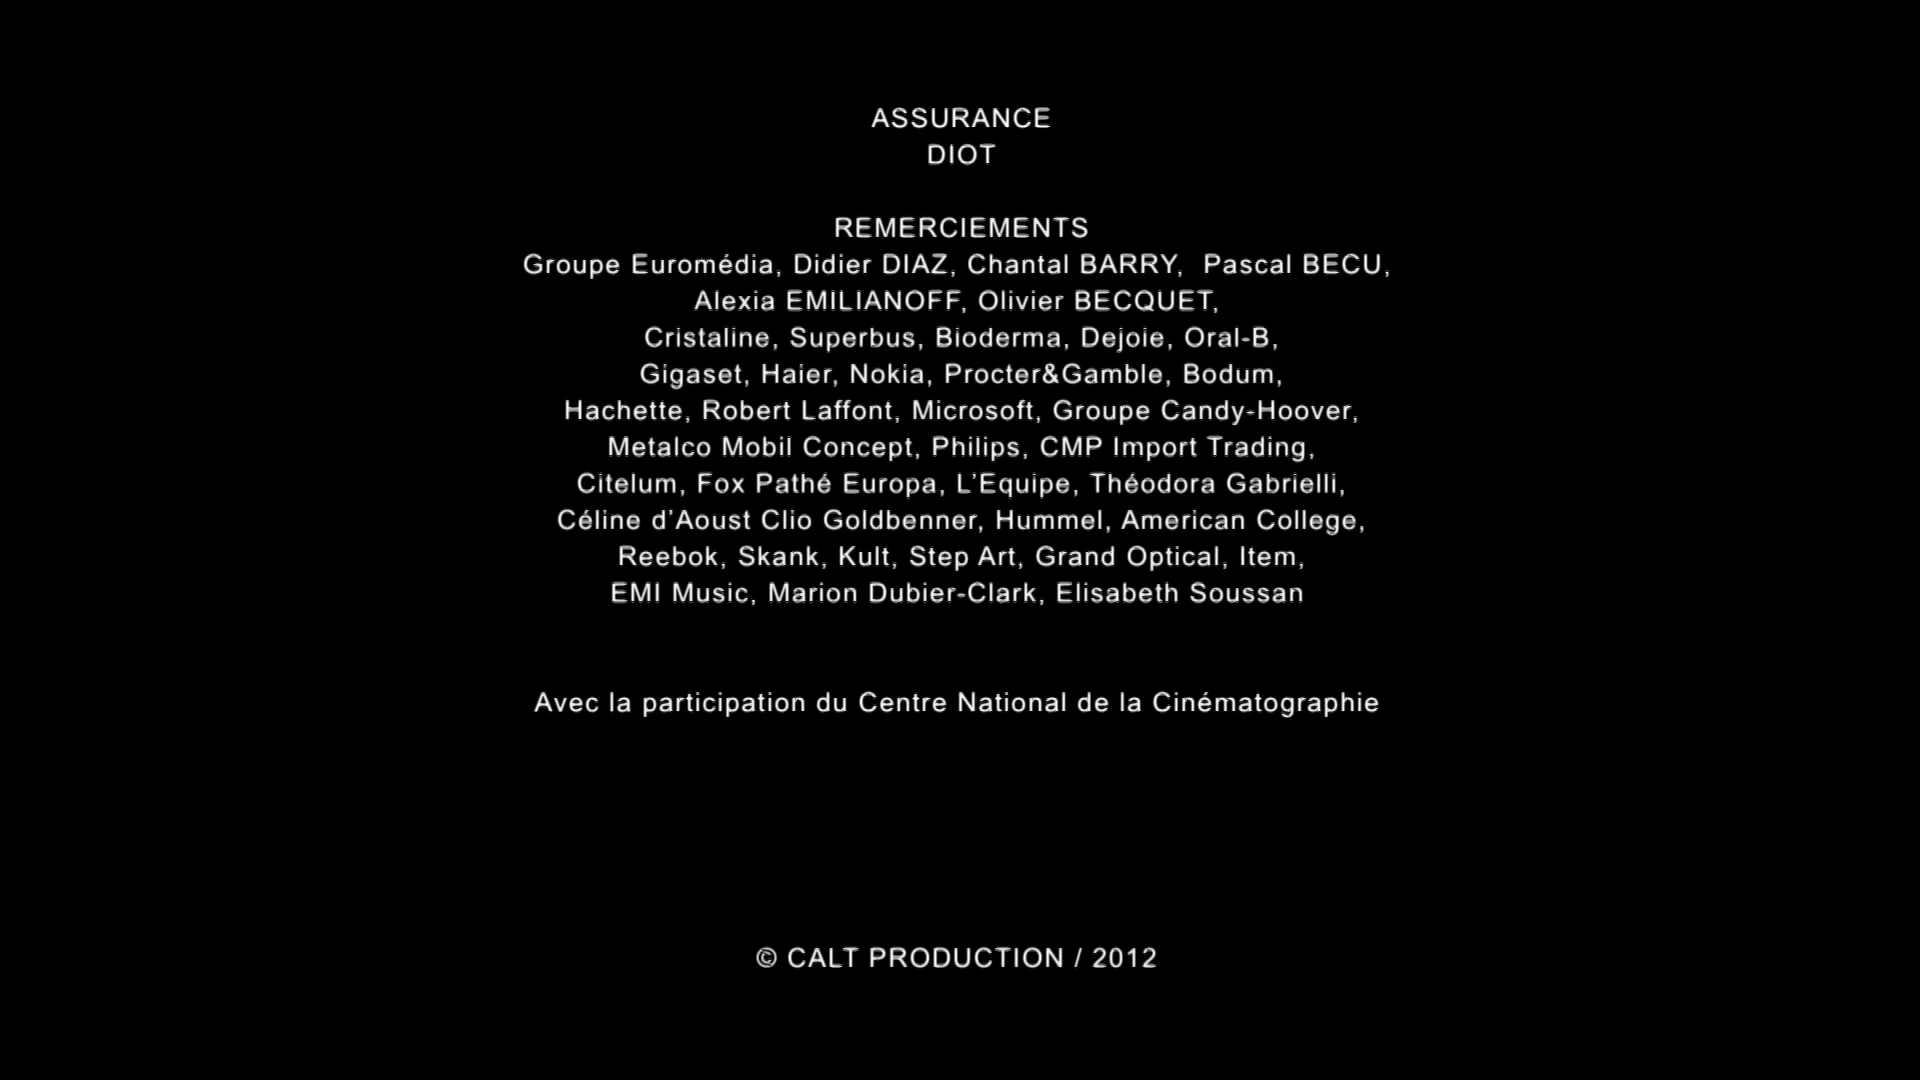 ASSURANCE
DIOT
REMERCIEMENTS
Groupe Euromédia, Didier DIAZ, Chantal BARRY,  Pascal BECU,
Alexia EMILIANOFF, Olivier BECQUET,
Cristaline, Superbus, Bioderma, Dejoie, Oral-B,
Gigaset, Haier, Nokia, Procter&Gamble, Bodum,
Hachette, Robert Laffont, Microsoft, Groupe Candy-Hoover,
Metalco Mobil Concept, Philips, CMP Import Trading,
Citelum, Fox Pathé Europa, L’Equipe, Théodora Gabrielli,
Céline d’Aoust Clio Goldbenner, Hummel, American College,
Reebok, Skank, Kult, Step Art, Grand Optical, Item,
EMI Music, Marion Dubier-Clark, Elisabeth Soussan
Avec la participation du Centre National de la Cinématographie
© CALT PRODUCTION / 2012